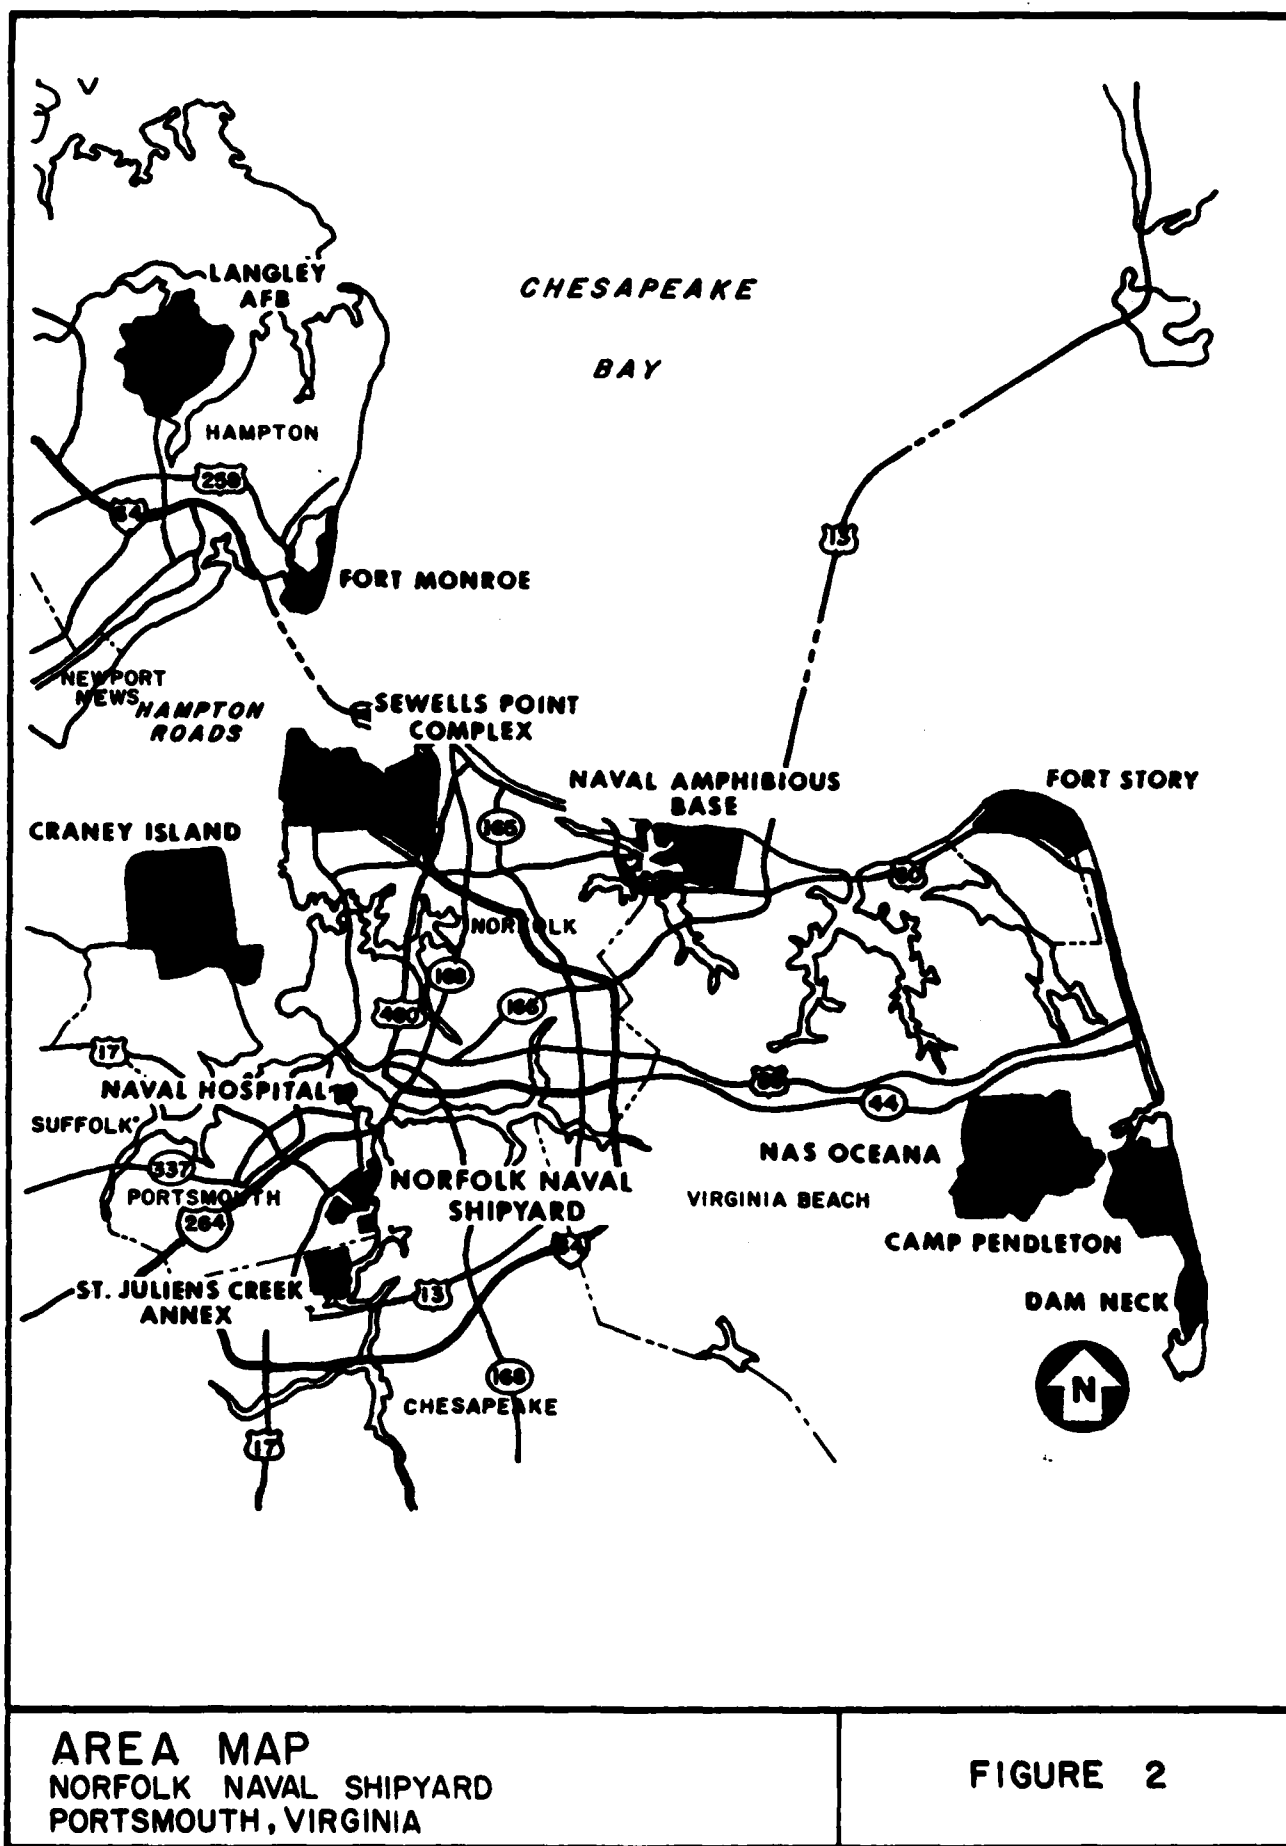 LANGLEY
AFB
CHESAPEAKE
BAY
HAMPTON
258
64
13
FORT MONROE
NEWPORT
NEWS
HAMPTON
ROADS
SEWELLS POINT
COMPLEX
NAVAL AMPHIBIOUS
BASE
FORT STORY
CRANEY ISLAND
165
60
NORFOLK
168
460
166
17
NAVAL HOSPITAL
SUFFOLK
44
337
PORTSMOUTH
264
NORFOLK NAVAL
SHIPYARD
NAS OCEANA
VIRGINIA BEACH
CAMP PENDLETON
64
ST. JULIENS CREEK
ANNEX
13
DAM NECK
168
CHESAPEAKE
N
17
AREA MAP
NORFOLK NAVAL SHIPYARD
PORTSMOUTH, VIRGINIA
FIGURE 2